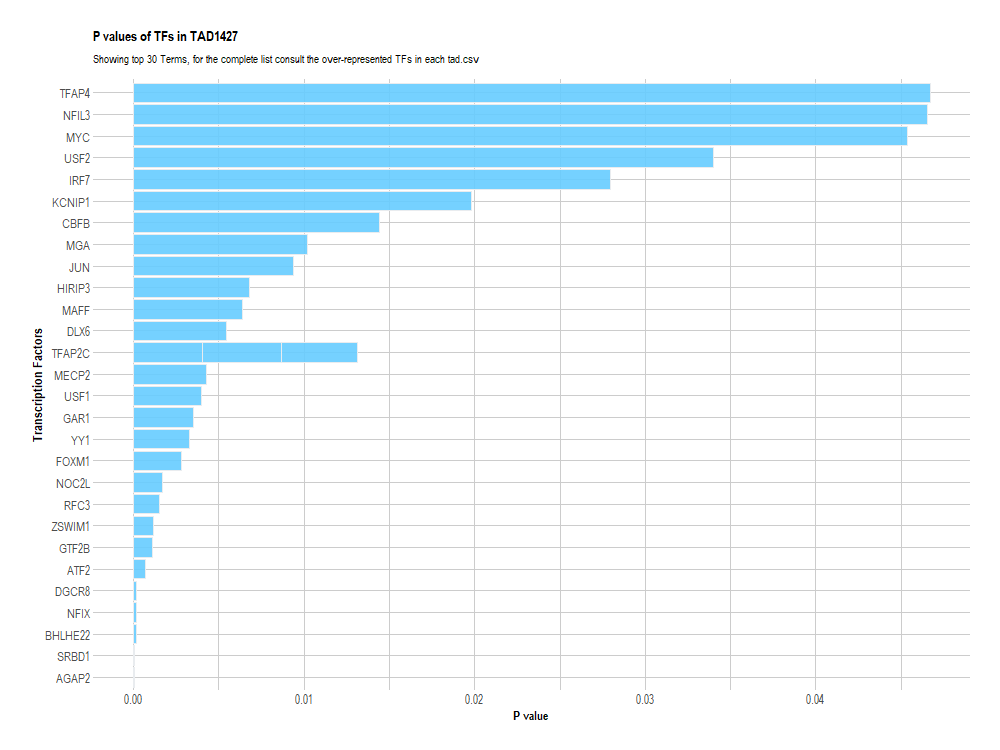 P values of TFs in TAD1427
Showing top 30 Terms, for the complete list consult the over-represented TFs in each tad.csv
Transcription Factors
TFAP4
NFIL3
MYC
USF2
IRF7
KCNIP1
CBFB
MGA
JUN
HIRIP3
MAFF
DLX6
TFAP2C
MECP2
USF1
GAR1
YY1
FOXM1
NOC2L
RFC3
ZSWIM1
GTF2B
ATF2
DGCR8
NFIX
BHLHE22
SRBD1
AGAP2
0.00 0.01 0.02 0.03 0.04
P value